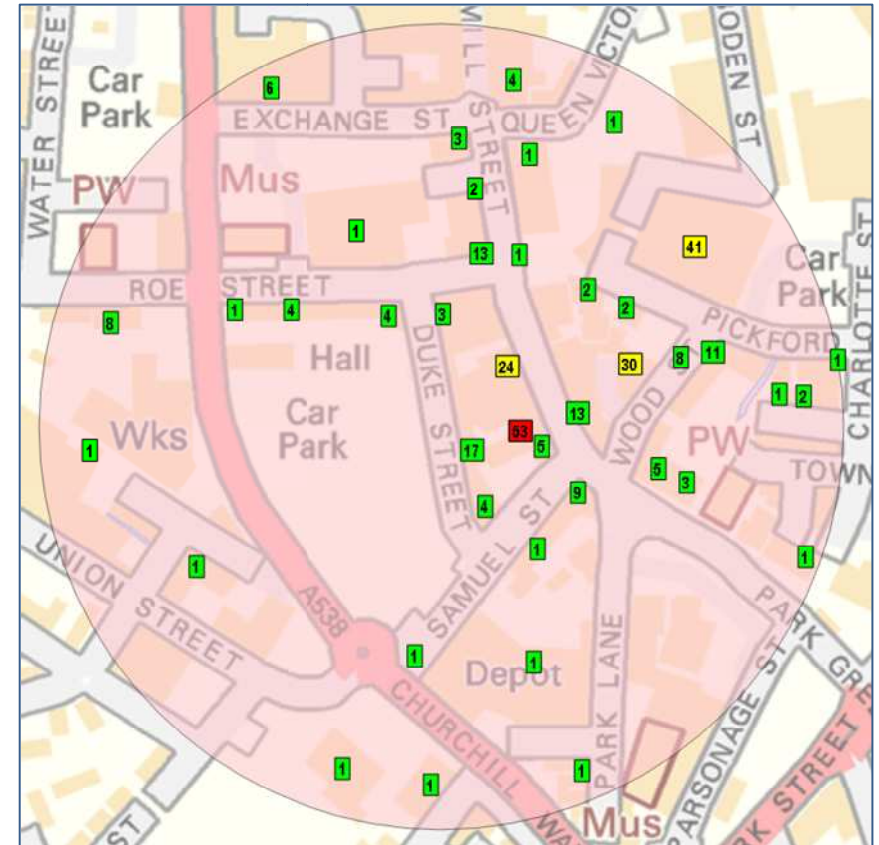 WATER STREET
Car
Park
6
EXCHANGE ST
MILL STREET
4
QUEEN VICTO
1
ODEN ST
3
1
2
PW
Mus
1
13
1
41
Car
Park
CHARLOTTE ST
ROE STREET
2
2
8
1
4
4
3
PICKFORD
DUKE STREET
Hall
24
30
8
11
1
WOOD S
1
2
Car
Park
13
Wks
1
17
5
PW
TOWN
5
3
4
9
SAMUEL ST
1
1
UNION STREET
1
A538
PARK GRE
1
Depot
1
PARK LANE
PARSONAGE ST
CHURCHILL WA
1
1
1
Mus
RK STREET
ST